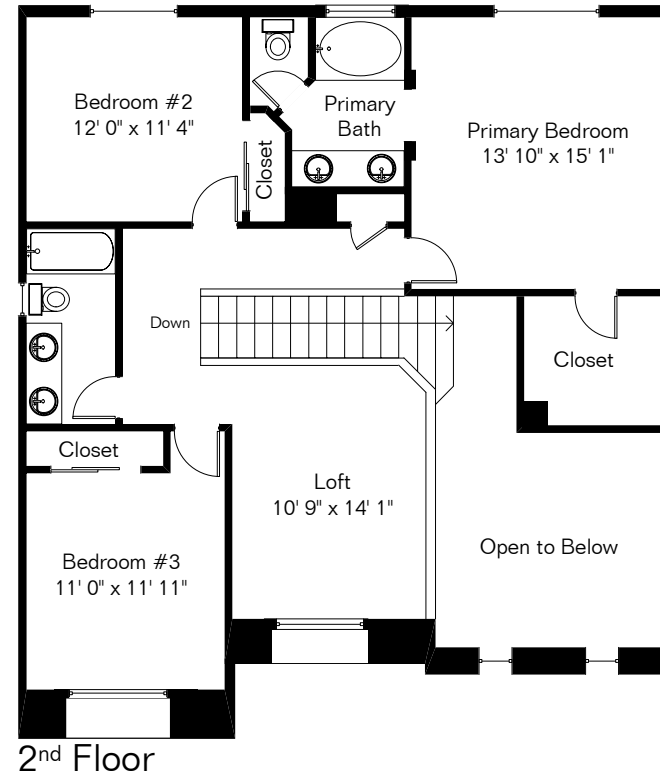 Bedroom #2
12' 0" x 11' 4"
Closet
Primary
Bath
Primary Bedroom
13' 10" x 15' 1"
Down
Closet
Closet
Loft
10' 9" x 14' 1"
Open to Below
Bedroom #3
11' 0" x 11' 11"
2nd Floor